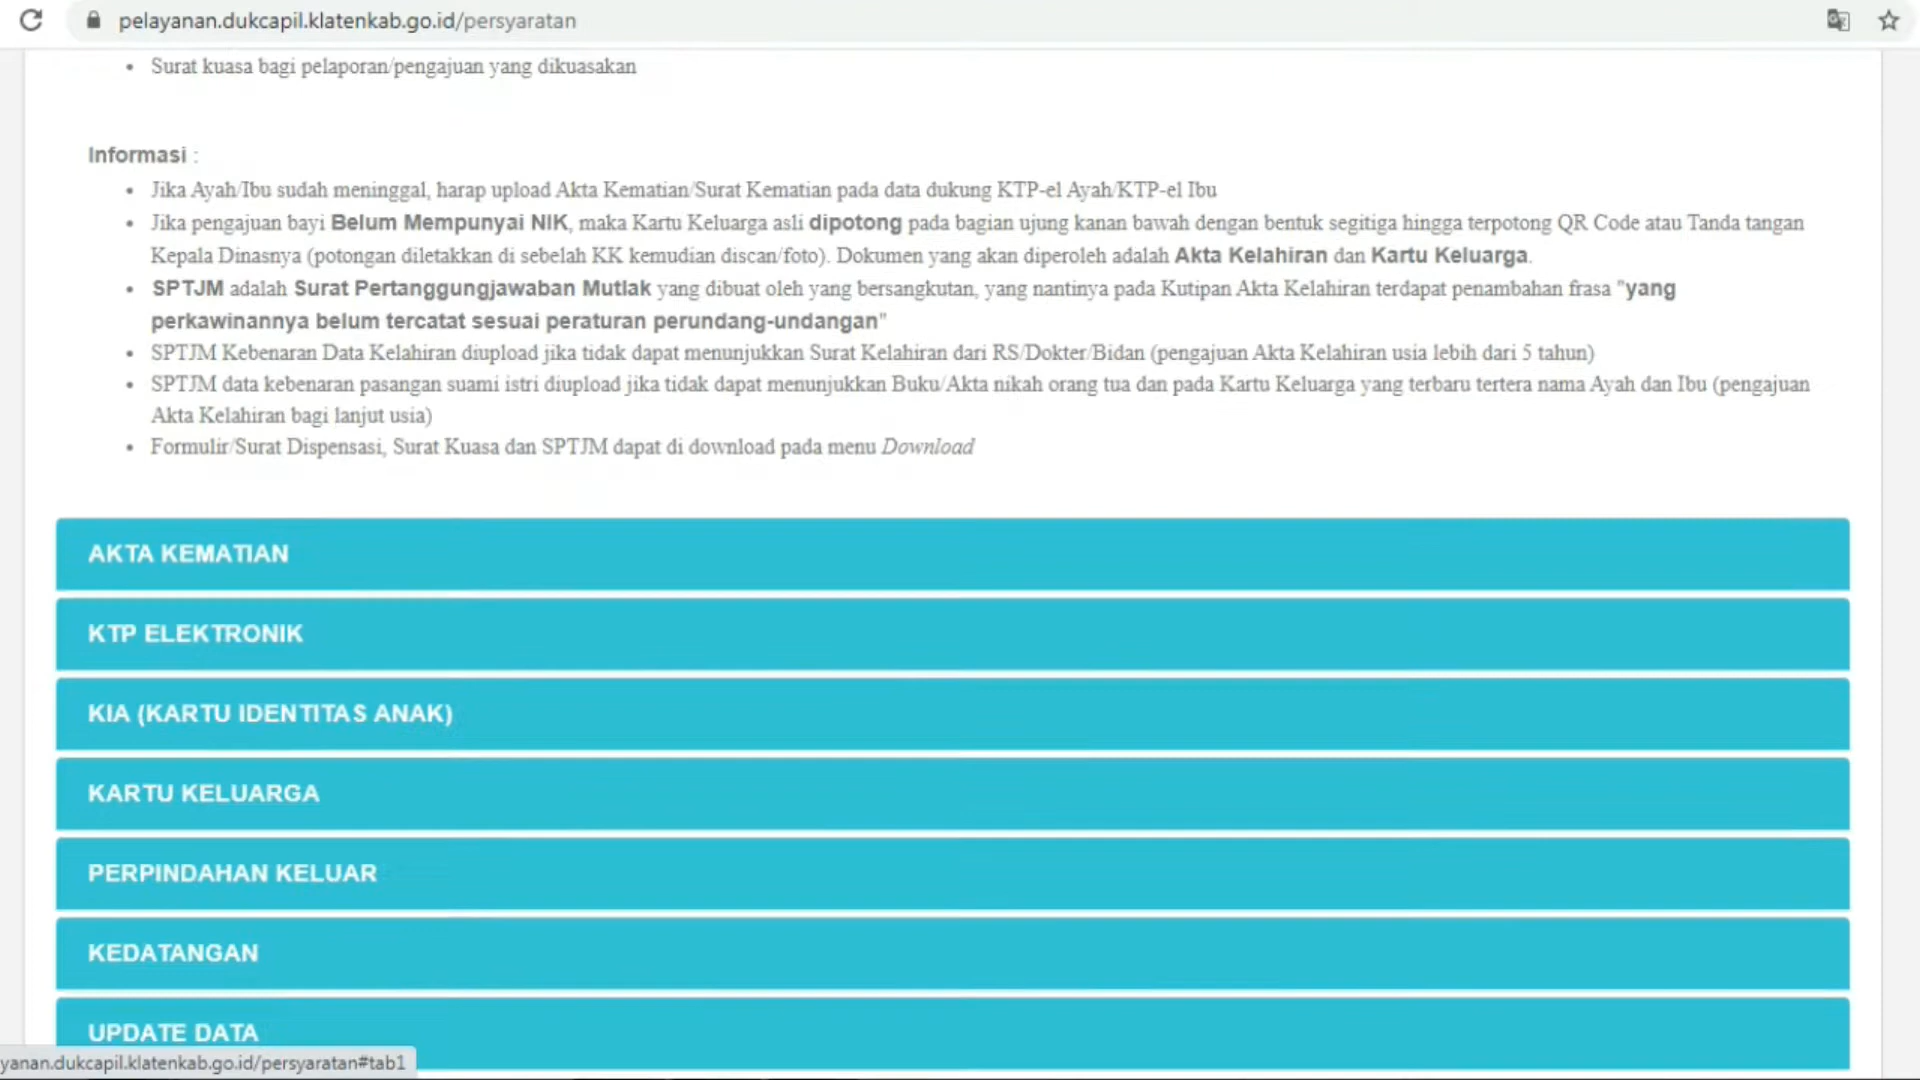 pelayanan.dukcapil.klatenkab.go.id/persyaratan
• Surat kuasa bagi pelaporan/pengajuan yang dikuasakan
Informasi :
• Jika Ayah/Ibu sudah meninggal, harap upload Akta Kematian/Surat Kematian pada data dukung KTP-el Ayah/KTP-el Ibu
• Jika pengajuan bayi Belum Mempunyai NIK, maka Kartu Keluarga asli dipotong pada bagian ujung kanan bawah dengan bentuk segitiga hingga terpotong QR Code atau Tanda tangan
Kepala Dinasnya (potongan diletakkan di sebelah KK kemudian discan/foto). Dokumen yang akan diperoleh adalah Akta Kelahiran dan Kartu Keluarga.
• SPTJM adalah Surat Pertanggungjawaban Mutlak yang dibuat oleh yang bersangkutan, yang nantinya pada Kutipan Akta Kelahiran terdapat penambahan frasa "yang
perkawinannya belum tercatat sesuai peraturan perundang-undangan"
• SPTJM Kebenaran Data Kelahiran diupload jika tidak dapat menunjukkan Surat Kelahiran dari RS/Dokter/Bidan (pengajuan Akta Kelahiran usia lebih dari 5 tahun)
• SPTJM data kebenaran pasangan suami istri diupload jika tidak dapat menunjukkan Buku/Akta nikah orang tua dan pada Kartu Keluarga yang terbaru tertera nama Ayah dan Ibu (pengajuan
Akta Kelahiran bagi lanjut usia)
• Formulir/Surat Dispensasi, Surat Kuasa dan SPTJM dapat di download pada menu Download
AKTA KEMATIAN
KTP ELEKTRONIK
KIA (KARTU IDENTITAS ANAK)
KARTU KELUARGA
PERPINDAHAN KELUAR
KEDATANGAN
UPDATE DATA
yanan.dukcapil.klatenkab.go.id/persyaratan#tab1